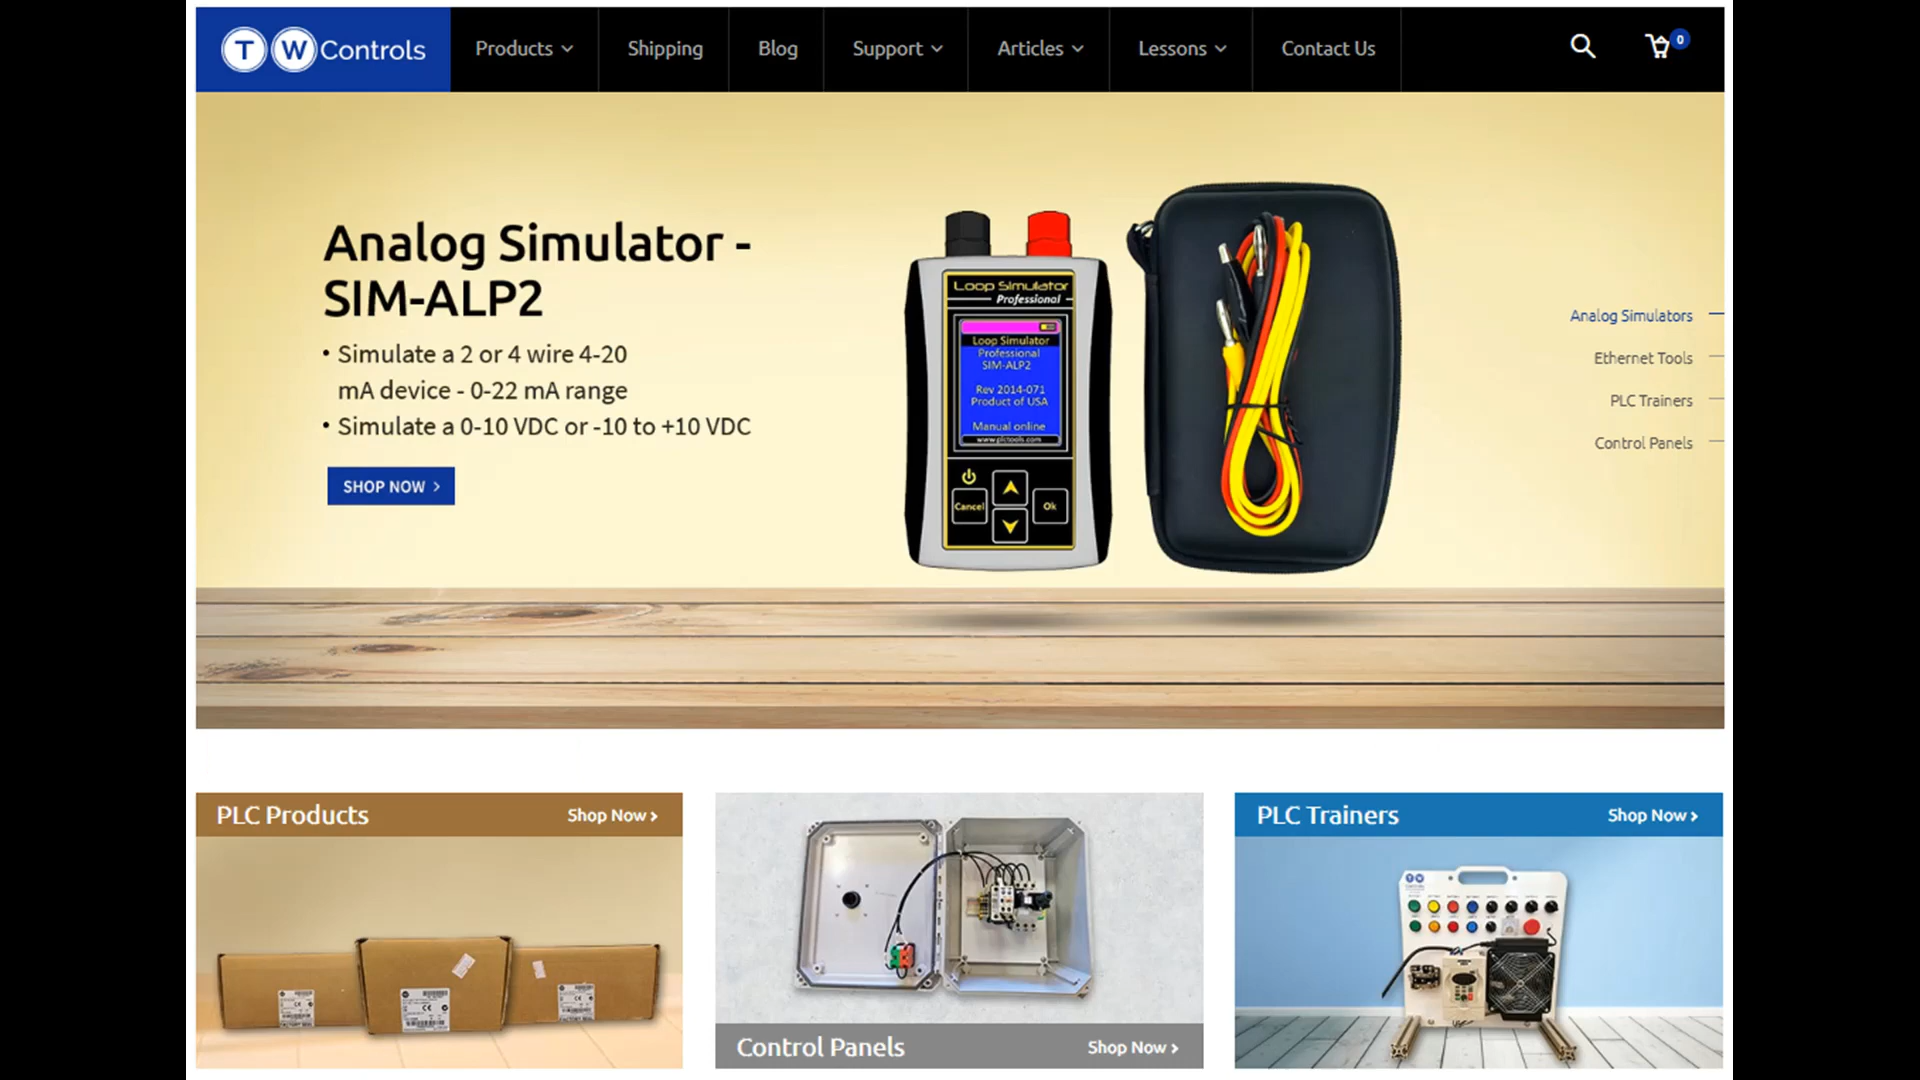 TW Controls
Products
Shipping
Blog
Support
Articles
Lessons
Contact Us
0
Analog Simulator -
SIM-ALP2
• Simulate a 2 or 4 wire 4-20
mA device - 0-22 mA range
• Simulate a 0-10 VDC or -10 to +10 VDC
SHOP NOW >
Loop Simulator
Professional
Loop Simulator
Professional
SIM-ALP2
Rev 2014-071
Product of USA
Manual online
www.plctools.com
Cancel
Ok
Analog Simulators
Ethernet Tools
PLC Trainers
Control Panels
PLC Products
Shop Now >
Control Panels
Shop Now >
PLC Trainers
Shop Now >